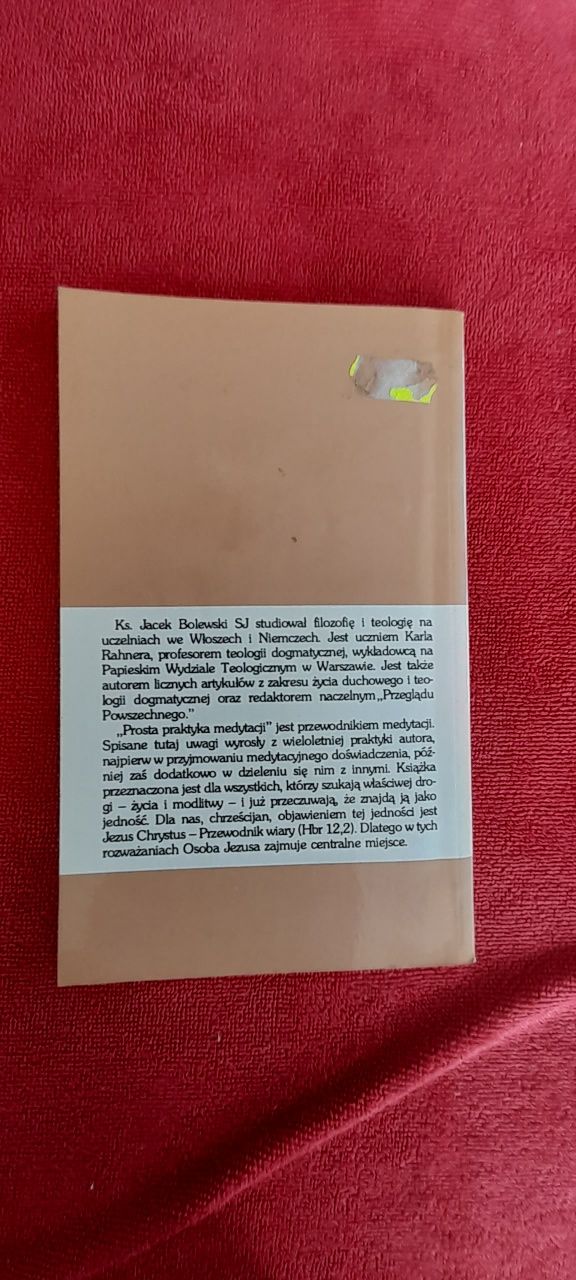 Ks. Jacek Bolewski SJ studiował filozofię i teologię na
uczelniach we Włoszech i Niemczech. Jest uczniem Karla
Rahnera, profesorem teologii dogmatycznej, wykładowcą na
Papieskim Wydziale Teologicznym w Warszawie. Jest także
autorem licznych artykułów z zakresu życia duchowego i teo-
logii dogmatycznej oraz redaktorem naczelnym „Przeglądu
Powszechnego."
„Prosta praktyka medytacji" jest przewodnikiem medytacji.
Spisane tutaj uwagi wyrosły z wieloletniej praktyki autora,
najpierw w przyjmowaniu medytacyjnego doświadczenia, póź-
niej zaś dodatkowo w dzieleniu się nim z innymi. Książka
przeznaczona jest dla wszystkich, którzy szukają właściwej dro-
gi – życia i modlitwy – i już przeczuwają, że znajdą ją jako
jedność. Dla nas, chrześcijan, objawieniem tej jedności jest
Jezus Chrystus – Przewodnik wiary (Hbr 12,2). Dlatego w tych
rozważaniach Osoba Jezusa zajmuje centralne miejsce.